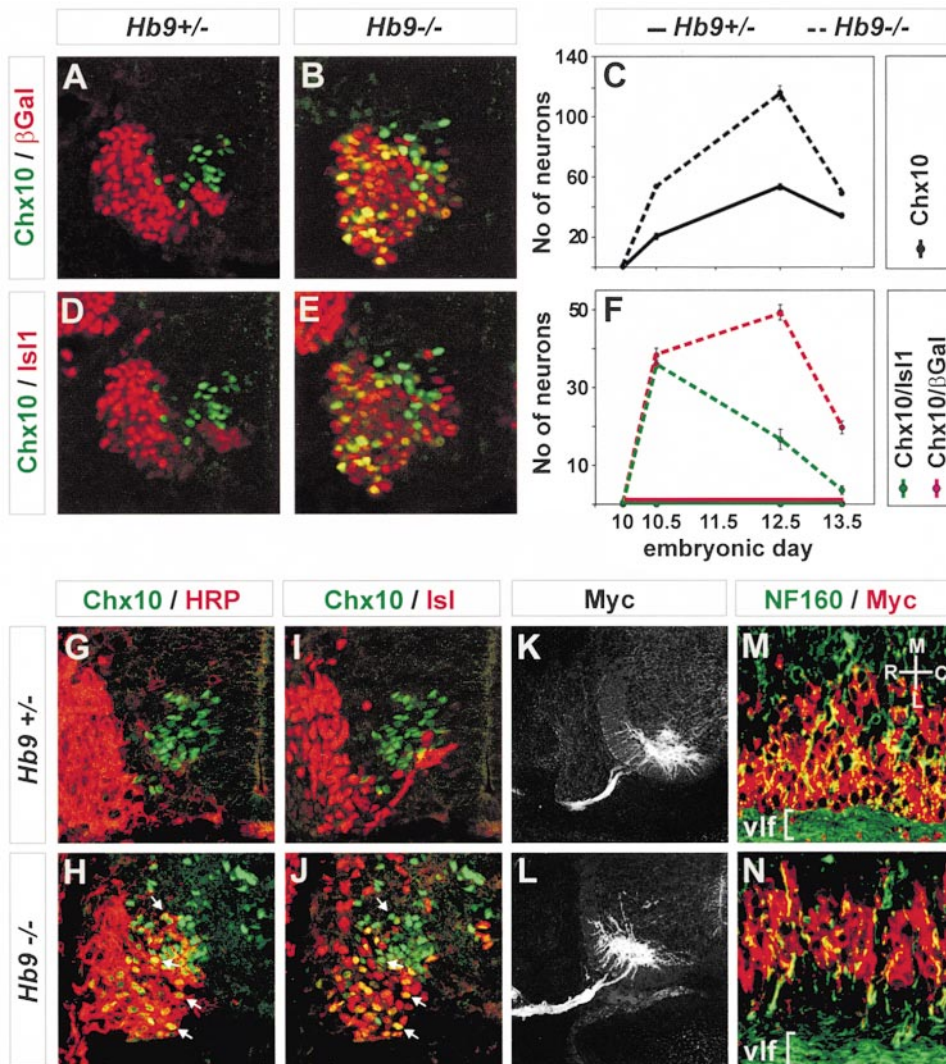 Hb9+/-
Hb9-/-
Hb9+/-
Hb9-/-
Chx10 / βGal
A
B
C
140
100
60
20
No of neurons
Chx10
Chx10 / Isl1
D
E
F
50
30
10
No of neurons
10 10.5 11.5 12.5 13.5
embryonic day
Chx10/Isl1
Chx10/βGal
Chx10 / HRP
Chx10 / Isl
Myc
NF160 / Myc
Hb9 +/-
G
I
K
M
M
R
C
L
vlf
Hb9 -/-
H
J
L
N
vlf